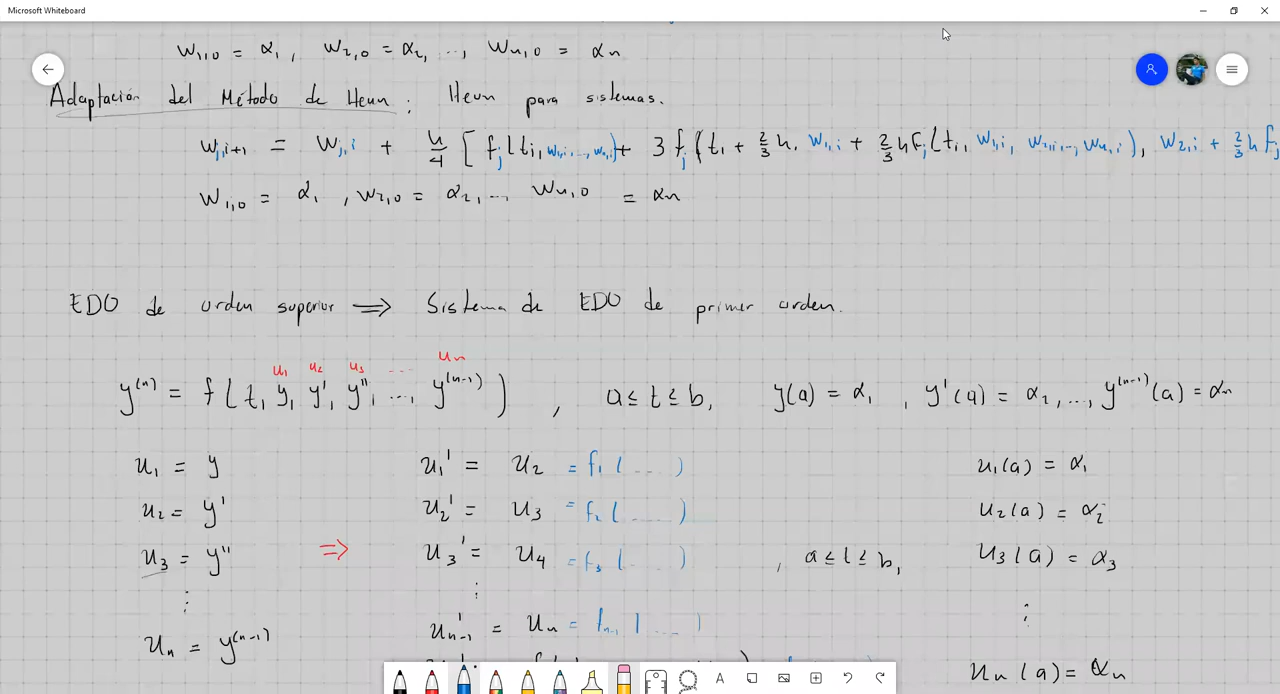 Microsoft Whiteboard
w₁,₀ = α₁, w₂,₀ = α₂, ..., wₙ,₀ = αₙ
Adaptación del Método de Heun: Heun para sistemas.
wⱼ,ᵢ₊₁ = wⱼ,ᵢ + h/4 [ fⱼ(tᵢ, w₁,ᵢ, ..., wₙ,ᵢ) + 3 fⱼ(tᵢ + 2/3 h, w₁,ᵢ + 2/3 h fⱼ(tᵢ, w₁,ᵢ, w₂,ᵢ, ..., wₙ,ᵢ), w₂,ᵢ + 2/3 h fⱼ
w₁,₀ = α₁, w₂,₀ = α₂, ... wₙ,₀ = αₙ
EDO de orden superior ⟹ Sistema de EDO de primer orden.
u₁ u₂ u₃ ... uₙ
y⁽ⁿ⁾ = f(t, y, y', y'', ..., y⁽ⁿ⁻¹⁾), a ≤ t ≤ b, y(a) = α₁, y'(a) = α₂, ..., y⁽ⁿ⁻¹⁾(a) = αₙ
u₁ = y u₁' = u₂ = f₁(....) u₁(a) = α₁
u₂ = y' u₂' = u₃ = f₂(....) u₂(a) = α₂
u₃ = y'' ⇒ u₃' = u₄ = f₃(....) , a ≤ t ≤ b, u₃(a) = α₃
⋮ ⋮ ⋮
uₙ = y⁽ⁿ⁻¹⁾ uₙ₋₁' = uₙ = fₙ₋₁(....) uₙ(a) = αₙ